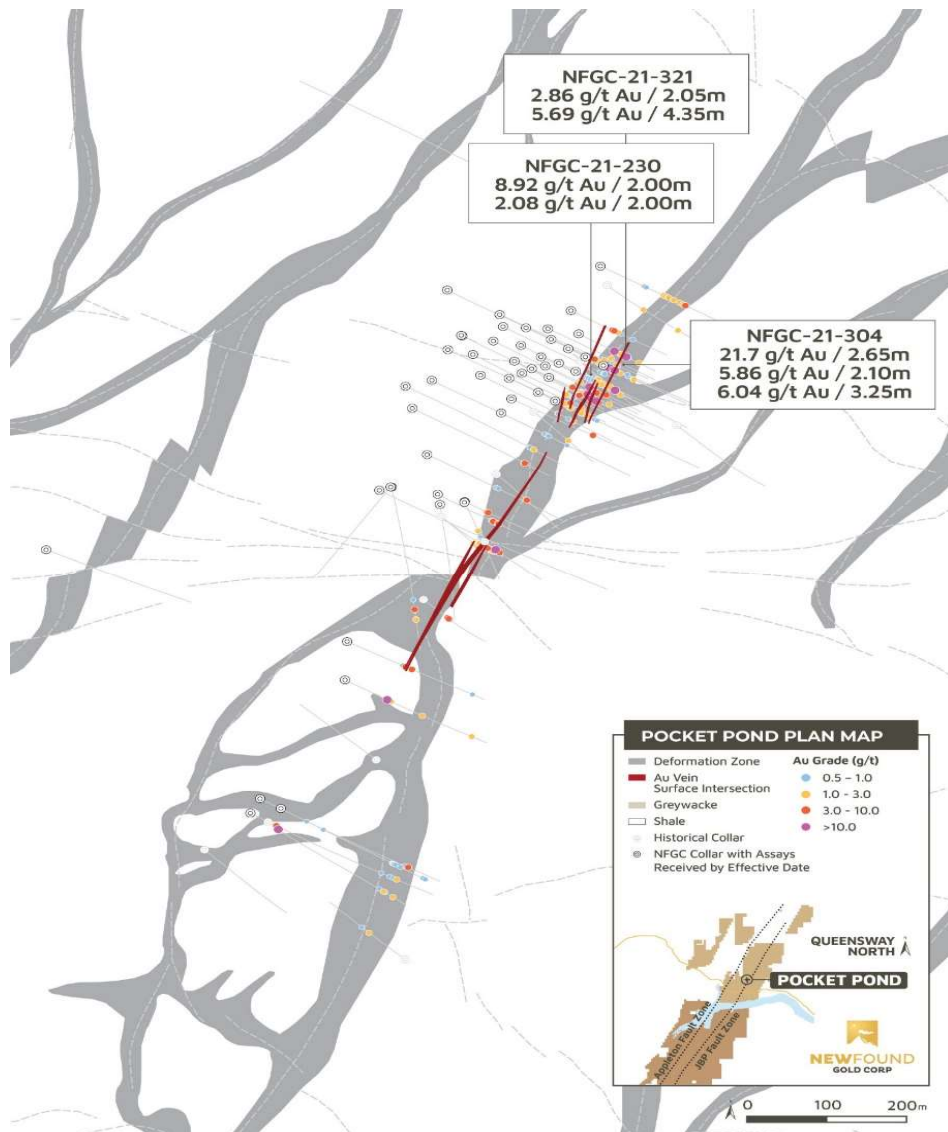 NFGC-21-321
2.86 g/t Au / 2.05m
5.69 g/t Au / 4.35m
NFGC-21-230
8.92 g/t Au / 2.00m
2.08 g/t Au / 2.00m
NFGC-21-304
21.7 g/t Au / 2.65m
5.86 g/t Au / 2.10m
6.04 g/t Au / 3.25m
POCKET POND PLAN MAP
Deformation Zone
Au Vein
Surface Intersection
Greywacke
Shale
Historical Collar
NFGC Collar with Assays
Received by Effective Date
Au Grade (g/t)
0.5 – 1.0
1.0 - 3.0
3.0 - 10.0
>10.0
QUEENSWAY
NORTH
POCKET POND
Appleton Fault Zone
JBP Fault Zone
NEWFOUND
GOLD CORP
0 100 200m